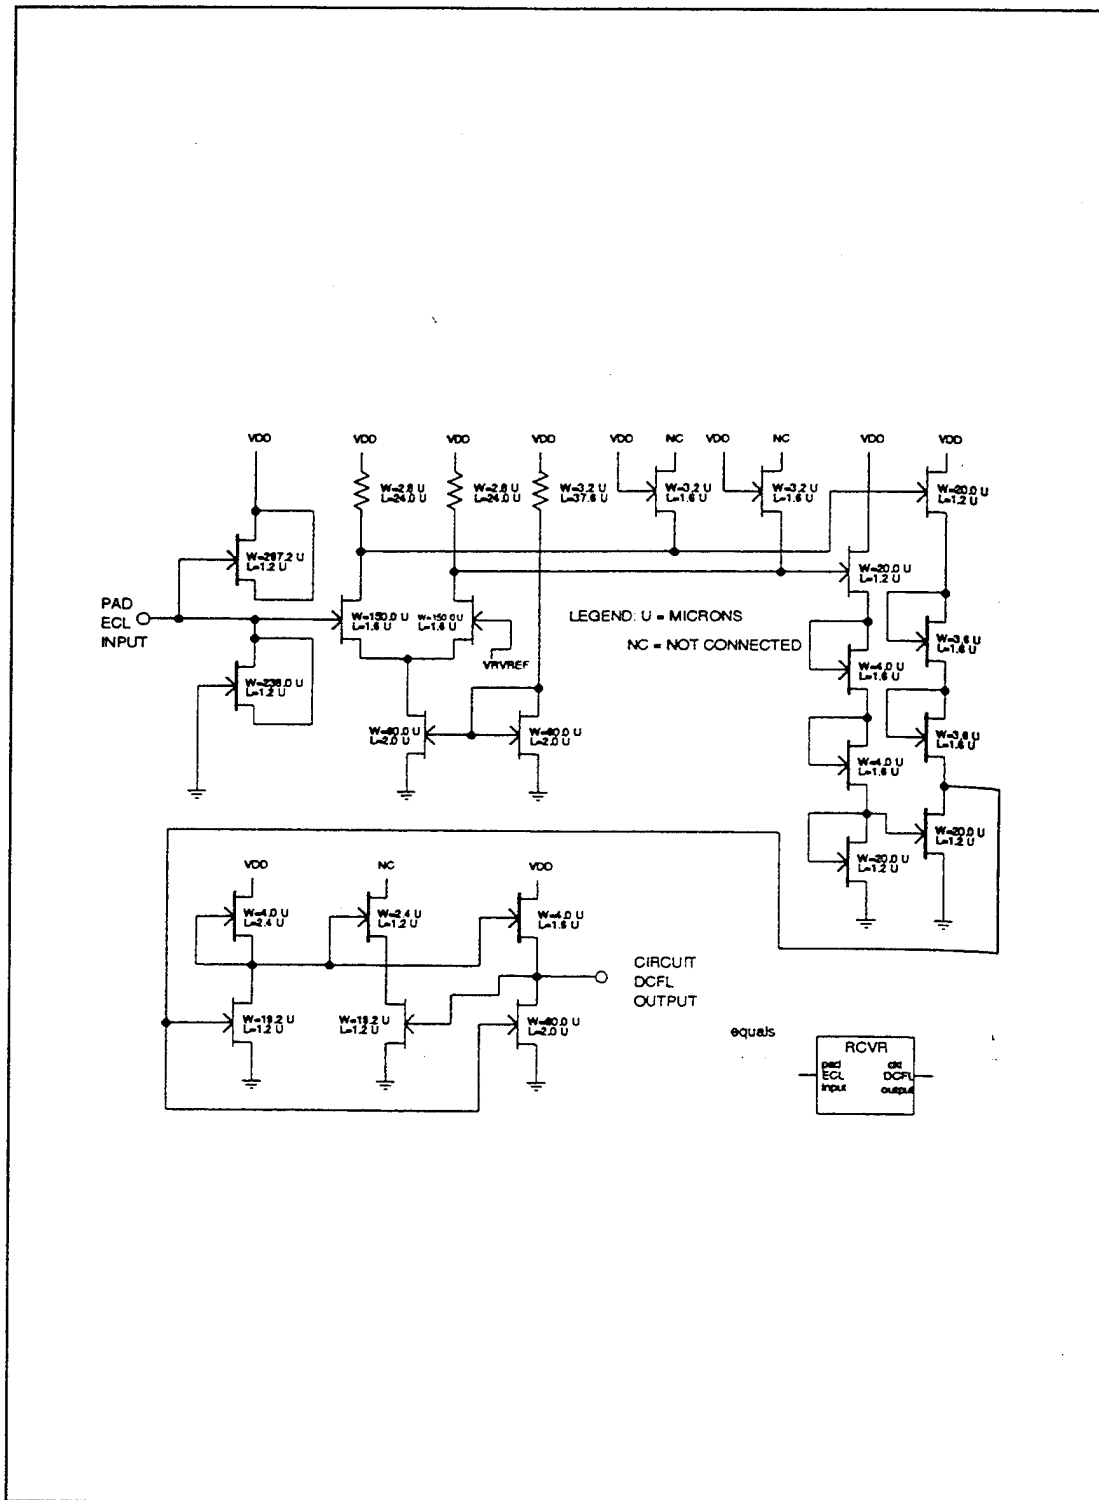 VDD VDD VDD VDD VDD NC VDD NC VDD VDD
W=2.8 U
L=24.0 U
W=2.8 U
L=24.0 U
W=3.2 U
L=37.6 U
W=3.2 U
L=1.6 U
W=3.2 U
L=1.6 U
W=20.0 U
L=1.2 U
W=297.2 U
L=1.2 U
W=20.0 U
L=1.2 U
PAD
ECL
INPUT
W=150.0 U
L=1.6 U
W=150.0 U
L=1.6 U
VRVREF
LEGEND: U = MICRONS
NC = NOT CONNECTED
W=3.6 U
L=1.6 U
W=4.0 U
L=1.6 U
W=238.0 U
L=1.2 U
W=60.0 U
L=2.0 U
W=60.0 U
L=2.0 U
W=3.6 U
L=1.6 U
W=4.0 U
L=1.6 U
W=20.0 U
L=1.2 U
W=20.0 U
L=1.2 U
VDD NC VDD
W=4.0 U
L=2.4 U
W=2.4 U
L=1.2 U
W=4.0 U
L=1.6 U
CIRCUIT
DCFL
OUTPUT
W=19.2 U
L=1.2 U
W=19.2 U
L=1.2 U
W=60.0 U
L=2.0 U
equals
RCVR
pad
ECL
input
ckt
DCFL
output